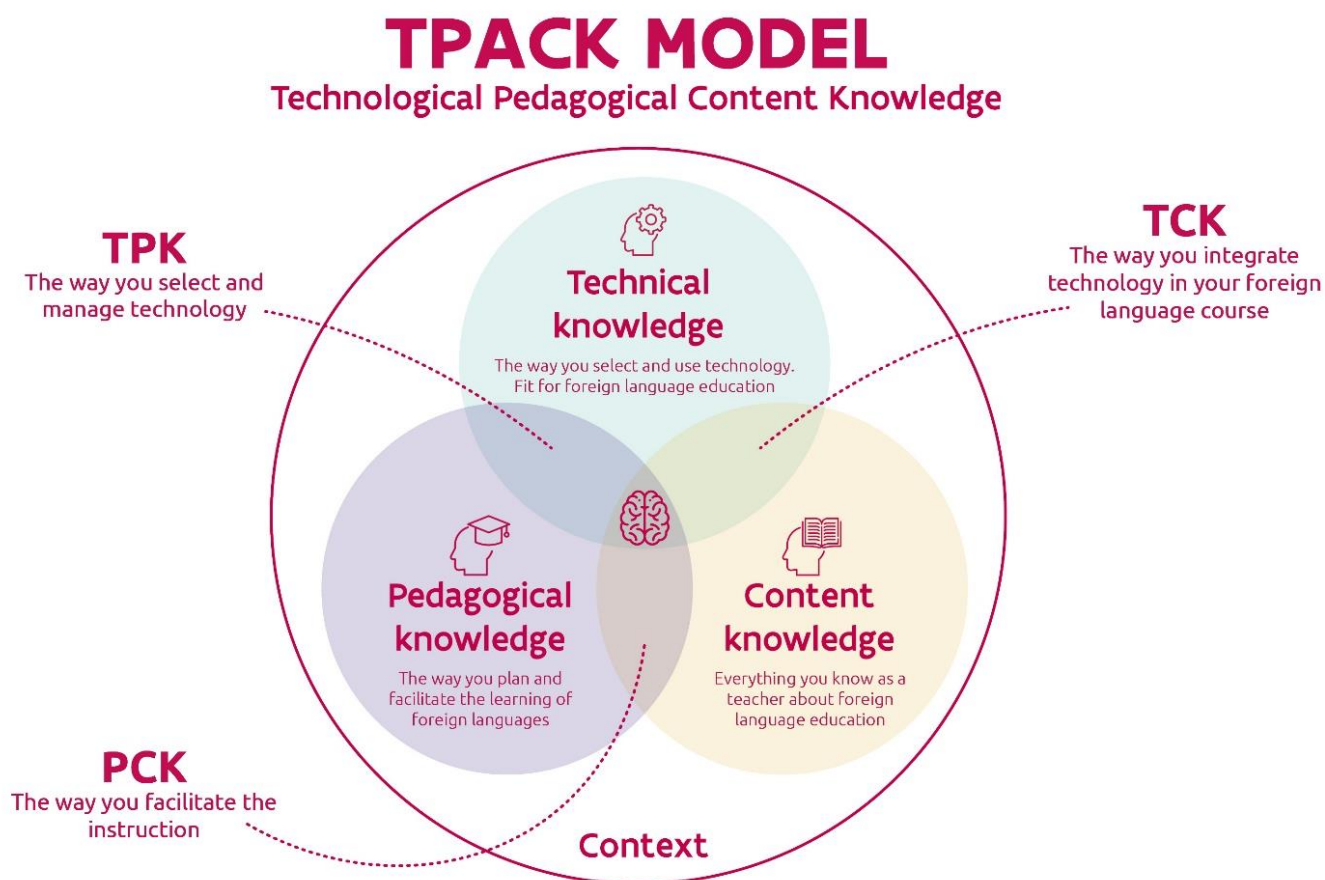 TPACK MODEL
Technological Pedagogical Content Knowledge
TPK
The way you select and
manage technology
TCK
The way you integrate
technology in your foreign
language course
Technical
knowledge
The way you select and use technology.
Fit for foreign language education
Pedagogical
knowledge
The way you plan and
facilitate the learning of
foreign languages
Content
knowledge
Everything you know as a
teacher about foreign
language education
PCK
The way you facilitate the
instruction
Context